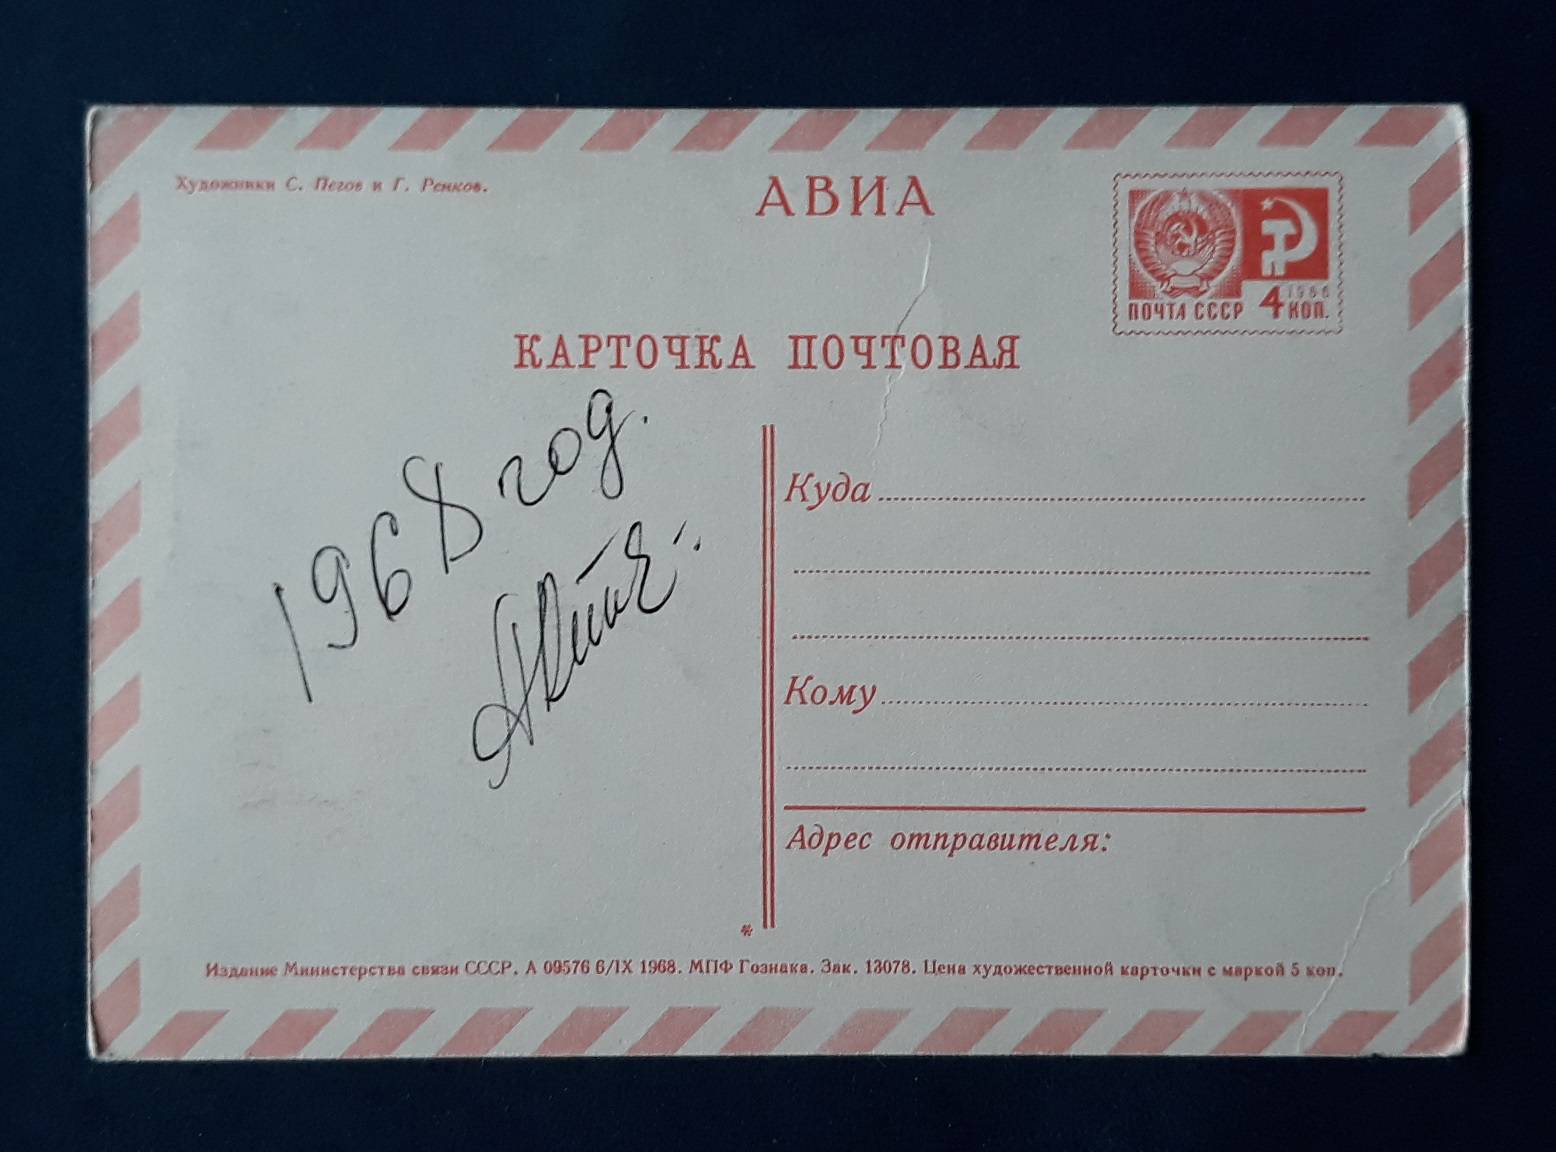 Художники С. Пегов и Г. Ренков.
АВИА
1966
ПОЧТА СССР 4 КОП.
КАРТОЧКА ПОЧТОВАЯ
1968 год.
Куда
Кому
Адрес отправителя:
*
Издание Министерства связи СССР. А 09576 6/IX 1968. МПФ Гознака. Зак. 13078. Цена художественной карточки с маркой 5 коп.